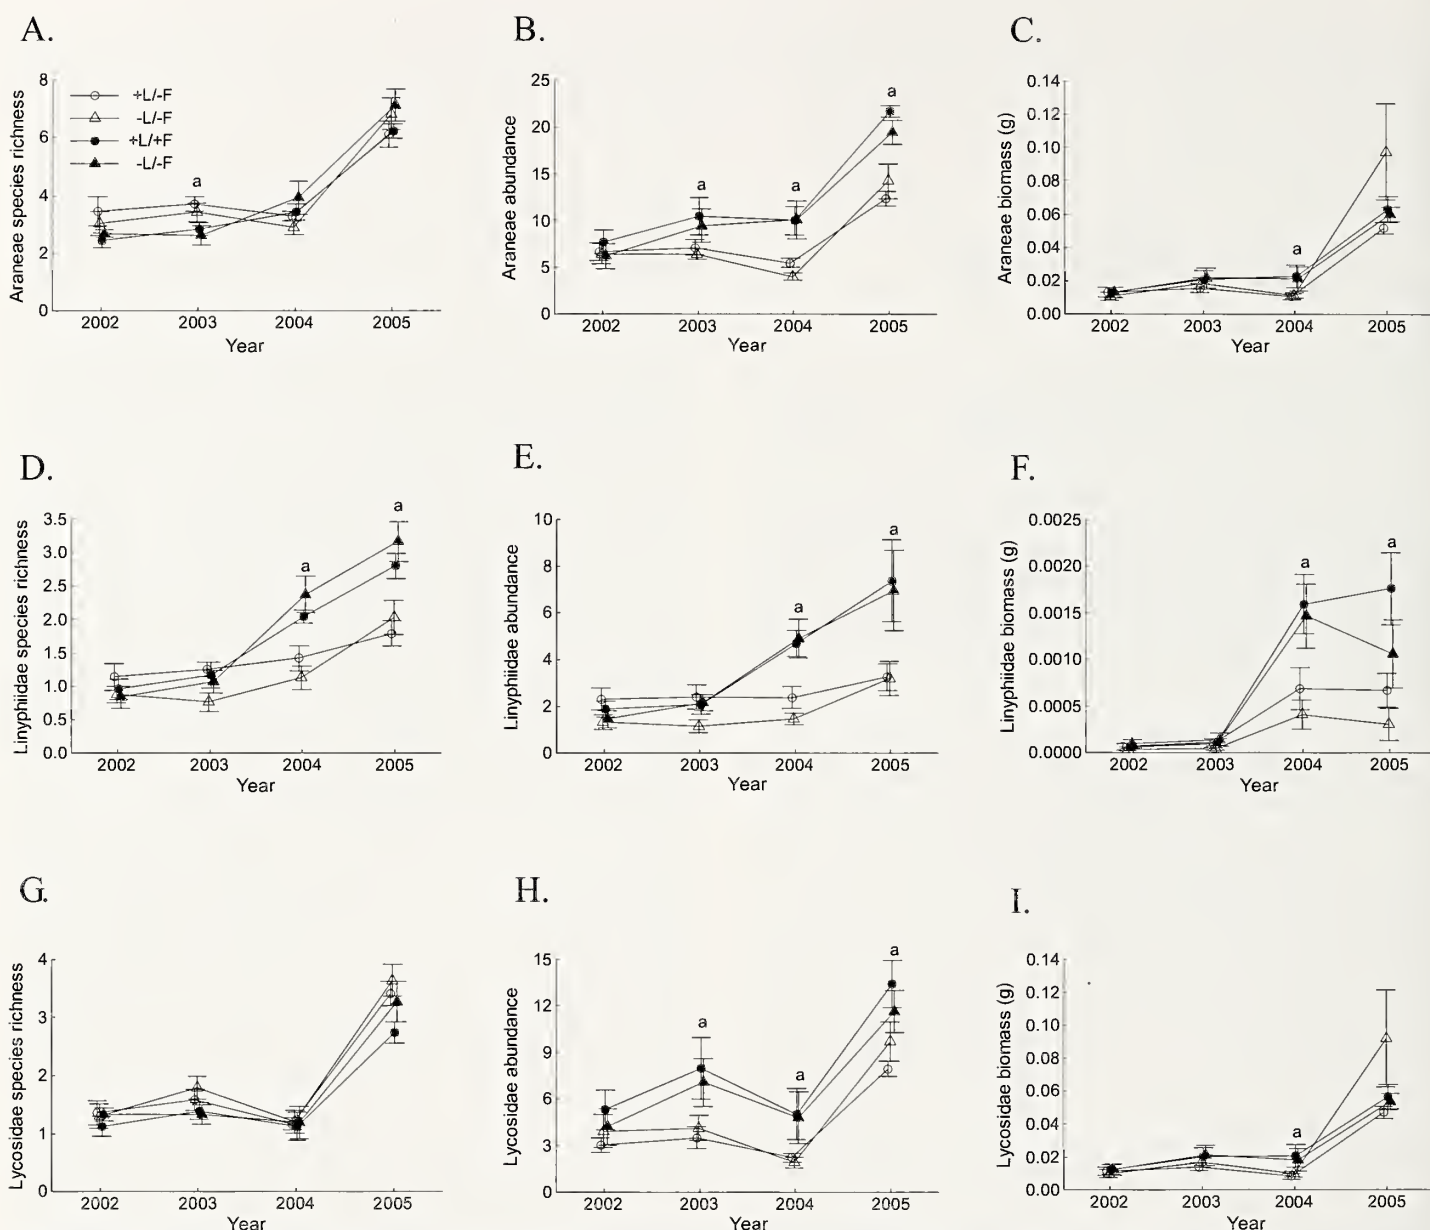 A.
Araneae species richness
8
6
4
2
0
+L/-F
-L/-F
+L/+F
-L/-F
a
2002 2003 2004 2005
Year
B.
Araneae abundance
25
20
15
10
5
0
a
a
a
2002 2003 2004 2005
Year
C.
Araneae biomass (g)
0.14
0.12
0.10
0.08
0.06
0.04
0.02
0.00
a
2002 2003 2004 2005
Year
D.
Linyphiidae species richness
3.5
3.0
2.5
2.0
1.5
1.0
0.5
0.0
a
a
2002 2003 2004 2005
Year
E.
Linyphiidae abundance
10
8
6
4
2
0
a
a
2002 2003 2004 2005
Year
F.
Linyphiidae biomass (g)
0.0025
0.0020
0.0015
0.0010
0.0005
0.0000
a
a
2002 2003 2004 2005
Year
G.
Lycosidae species richness
4
3
2
1
0
2002 2003 2004 2005
Year
H.
Lycosidae abundance
15
12
9
6
3
0
a
a
a
2002 2003 2004 2005
Year
I.
Lycosidae biomass (g)
0.14
0.12
0.10
0.08
0.06
0.04
0.02
0.00
a
2002 2003 2004 2005
Year